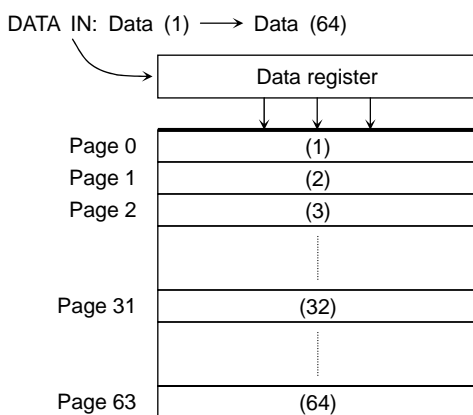 DATA IN: Data (1) → Data (64)
Data register
Page 0 (1)
Page 1 (2)
Page 2 (3)
Page 31 (32)
Page 63 (64)